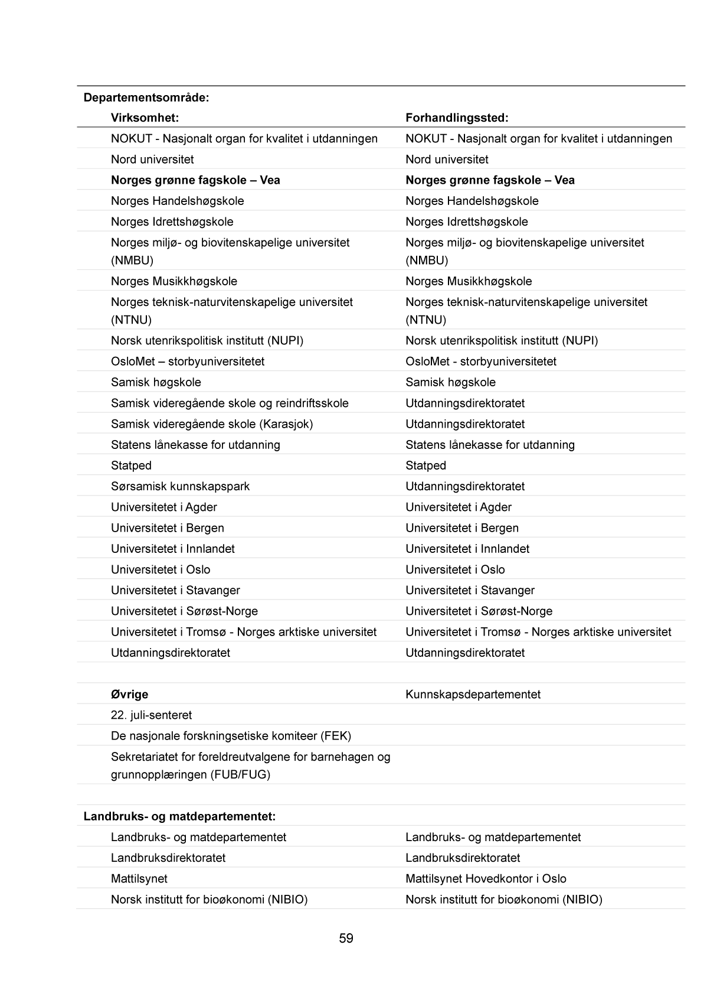 Departementsområde:
Virksomhet: Forhandlingssted:
NOKUT - Nasjonalt organ for kvalitet i utdanningen NOKUT - Nasjonalt organ for kvalitet i utdanningen
Nord universitet Nord universitet
Norges grønne fagskole – Vea Norges grønne fagskole – Vea
Norges Handelshøgskole Norges Handelshøgskole
Norges Idrettshøgskole Norges Idrettshøgskole
Norges miljø- og biovitenskapelige universitet Norges miljø- og biovitenskapelige universitet
(NMBU) (NMBU)
Norges Musikkhøgskole Norges Musikkhøgskole
Norges teknisk-naturvitenskapelige universitet Norges teknisk-naturvitenskapelige universitet
(NTNU) (NTNU)
Norsk utenrikspolitisk institutt (NUPI) Norsk utenrikspolitisk institutt (NUPI)
OsloMet – storbyuniversitetet OsloMet - storbyuniversitetet
Samisk høgskole Samisk høgskole
Samisk videregående skole og reindriftsskole Utdanningsdirektoratet
Samisk videregående skole (Karasjok) Utdanningsdirektoratet
Statens lånekasse for utdanning Statens lånekasse for utdanning
Statped Statped
Sørsamisk kunnskapspark Utdanningsdirektoratet
Universitetet i Agder Universitetet i Agder
Universitetet i Bergen Universitetet i Bergen
Universitetet i Innlandet Universitetet i Innlandet
Universitetet i Oslo Universitetet i Oslo
Universitetet i Stavanger Universitetet i Stavanger
Universitetet i Sørøst-Norge Universitetet i Sørøst-Norge
Universitetet i Tromsø - Norges arktiske universitet Universitetet i Tromsø - Norges arktiske universitet
Utdanningsdirektoratet Utdanningsdirektoratet
Øvrige Kunnskapsdepartementet
22. juli-senteret
De nasjonale forskningsetiske komiteer (FEK)
Sekretariatet for foreldreutvalgene for barnehagen og
grunnopplæringen (FUB/FUG)
Landbruks- og matdepartementet:
Landbruks- og matdepartementet Landbruks- og matdepartementet
Landbruksdirektoratet Landbruksdirektoratet
Mattilsynet Mattilsynet Hovedkontor i Oslo
Norsk institutt for bioøkonomi (NIBIO) Norsk institutt for bioøkonomi (NIBIO)
59